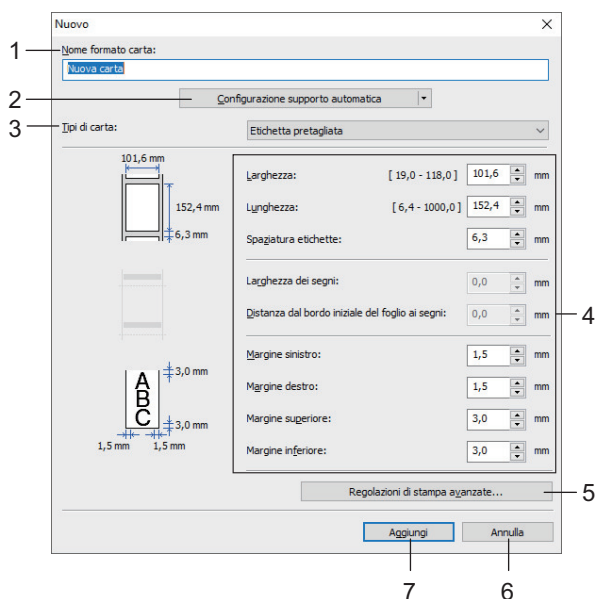 Nuovo
1
Nome formato carta:
Nuova carta
2
Configurazione supporto automatica
3
Tipi di carta:
Etichetta pretagliata
101,6 mm
152,4 mm
6,3 mm
Larghezza: [ 19,0 - 118,0 ] 101,6 mm
Lunghezza: [ 6,4 - 1000,0 ] 152,4 mm
Spaziatura etichette: 6,3 mm
Larghezza dei segni: 0,0 mm
Distanza dal bordo iniziale del foglio ai segni: 0,0 mm
4
Margine sinistro: 1,5 mm
Margine destro: 1,5 mm
Margine superiore: 3,0 mm
Margine inferiore: 3,0 mm
3,0 mm
A
B
C
3,0 mm
1,5 mm 1,5 mm
Regolazioni di stampa avanzate...
5
Aggiungi Annulla
7 6